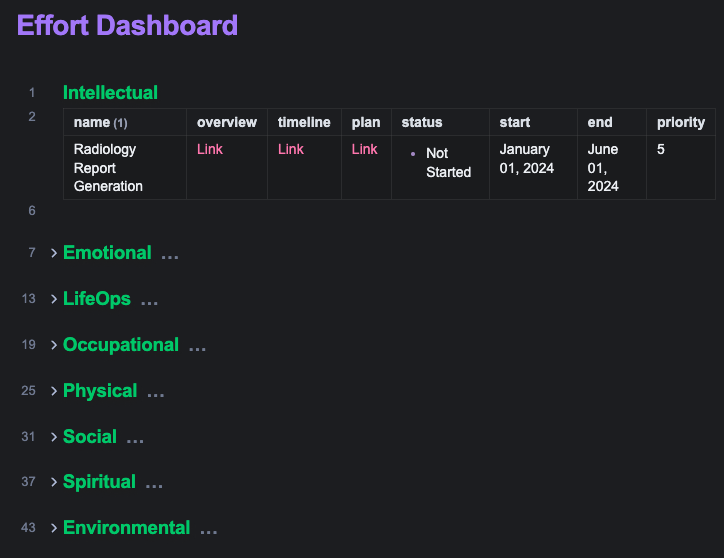 Effort Dashboard
1 Intellectual
2 name (1) overview timeline plan status start end priority
Radiology Report Generation Link Link Link • Not Started January 01, 2024 June 01, 2024 5
6
7 Emotional ...
13 LifeOps ...
19 Occupational ...
25 Physical ...
31 Social ...
37 Spiritual ...
43 Environmental ...